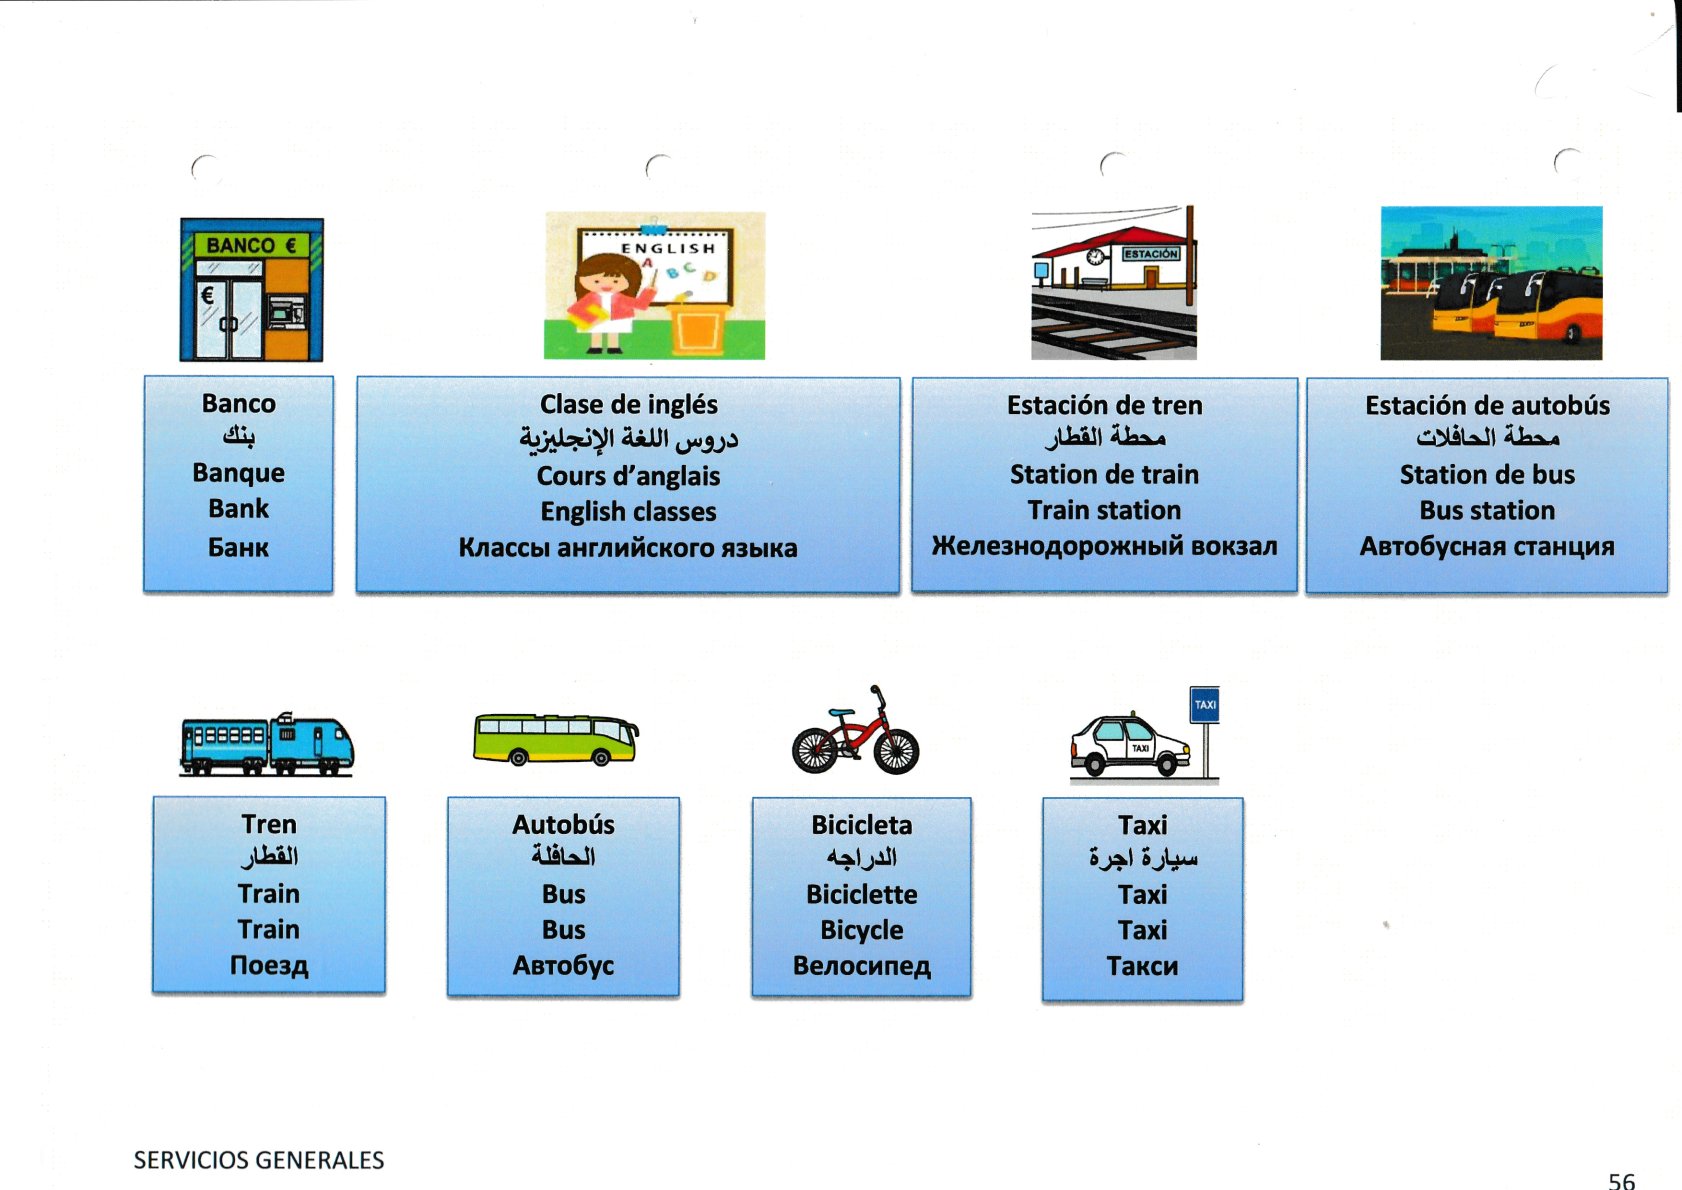 BANCO €
€
ENGLISH
A B C D
ESTACIÓN
Banco
بنك
Banque
Bank
Банк
Clase de inglés
دروس اللغة الإنجليزية
Cours d’anglais
English classes
Классы английского языка
Estación de tren
محطة القطار
Station de train
Train station
Железнодорожный вокзал
Estación de autobús
محطة الحافلات
Station de bus
Bus station
Автобусная станция
TAXI
TAXI
Tren
القطار
Train
Train
Поезд
Autobús
الحافلة
Bus
Bus
Автобус
Bicicleta
الدراجه
Biciclette
Bicycle
Велосипед
Taxi
سيارة اجرة
Taxi
Taxi
Такси
SERVICIOS GENERALES
56